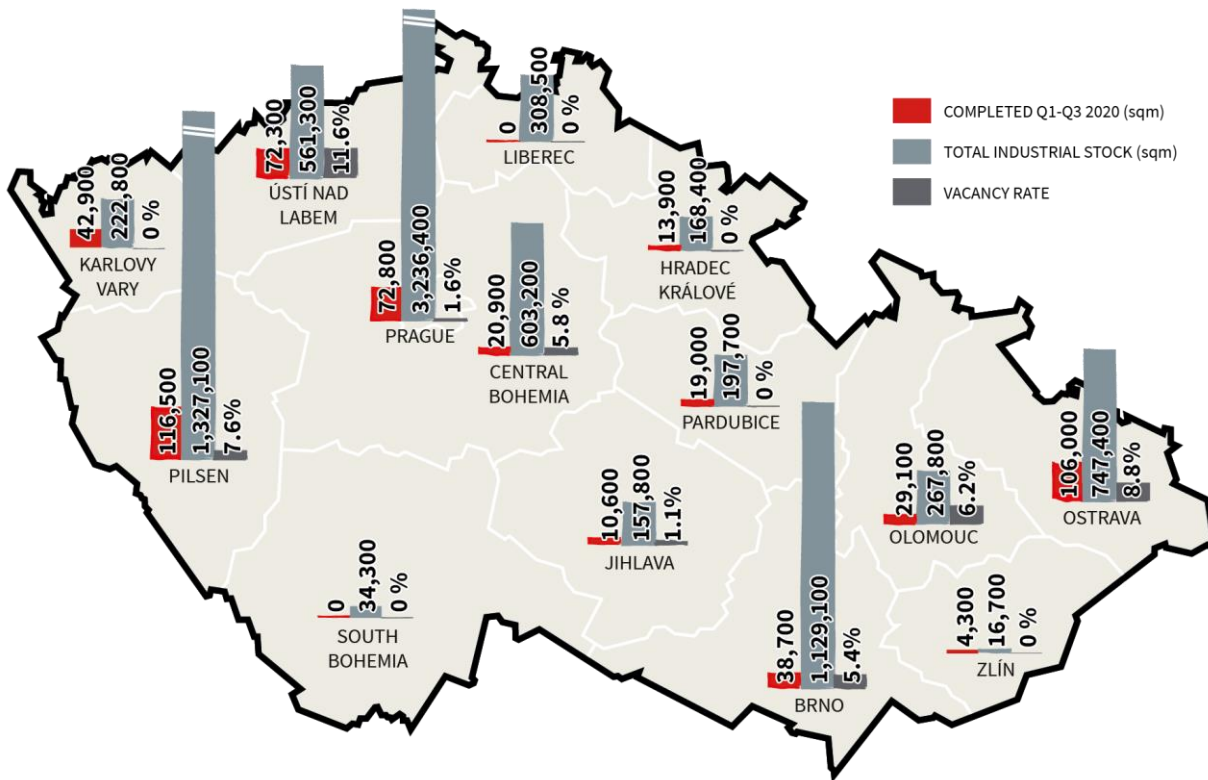 COMPLETED Q1-Q3 2020 (sqm)
TOTAL INDUSTRIAL STOCK (sqm)
VACANCY RATE
42,900
222,800
0 %
KARLOVY
VARY
72,300
561,300
11.6%
ÚSTÍ NAD
LABEM
72,800
3,236,400
1.6%
PRAGUE
0
308,500
0 %
LIBEREC
13,900
168,400
0 %
HRADEC
KRÁLOVÉ
20,900
603,200
5.8 %
CENTRAL
BOHEMIA
19,000
197,700
0 %
PARDUBICE
116,500
1,327,100
7.6%
PILSEN
10,600
157,800
1.1%
JIHLAVA
29,100
267,800
6.2%
OLOMOUC
106,000
747,400
8.8%
OSTRAVA
0
34,300
0 %
SOUTH
BOHEMIA
38,700
1,129,100
5.4%
BRNO
4,300
16,700
0 %
ZLÍN